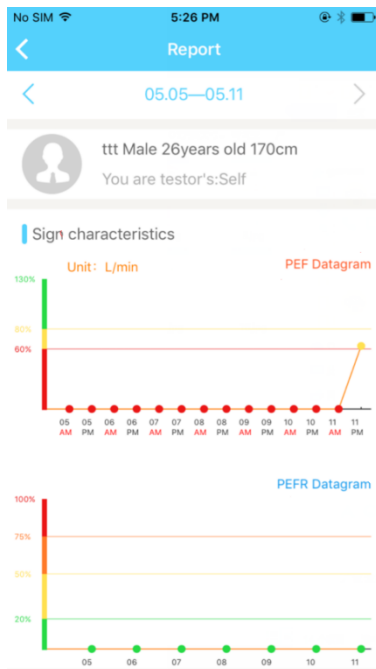 No SIM 5:26 PM
Report
05.05—05.11
ttt Male 26years old 170cm
You are testor's:Self
Sign characteristics
Unit: L/min PEF Datagram
130%
80%
60%
05 05 06 06 07 07 08 08 09 09 10 10 11 11
AM PM AM PM AM PM AM PM AM PM AM PM AM PM
PEFR Datagram
100%
75%
50%
20%
05 06 07 08 09 10 11